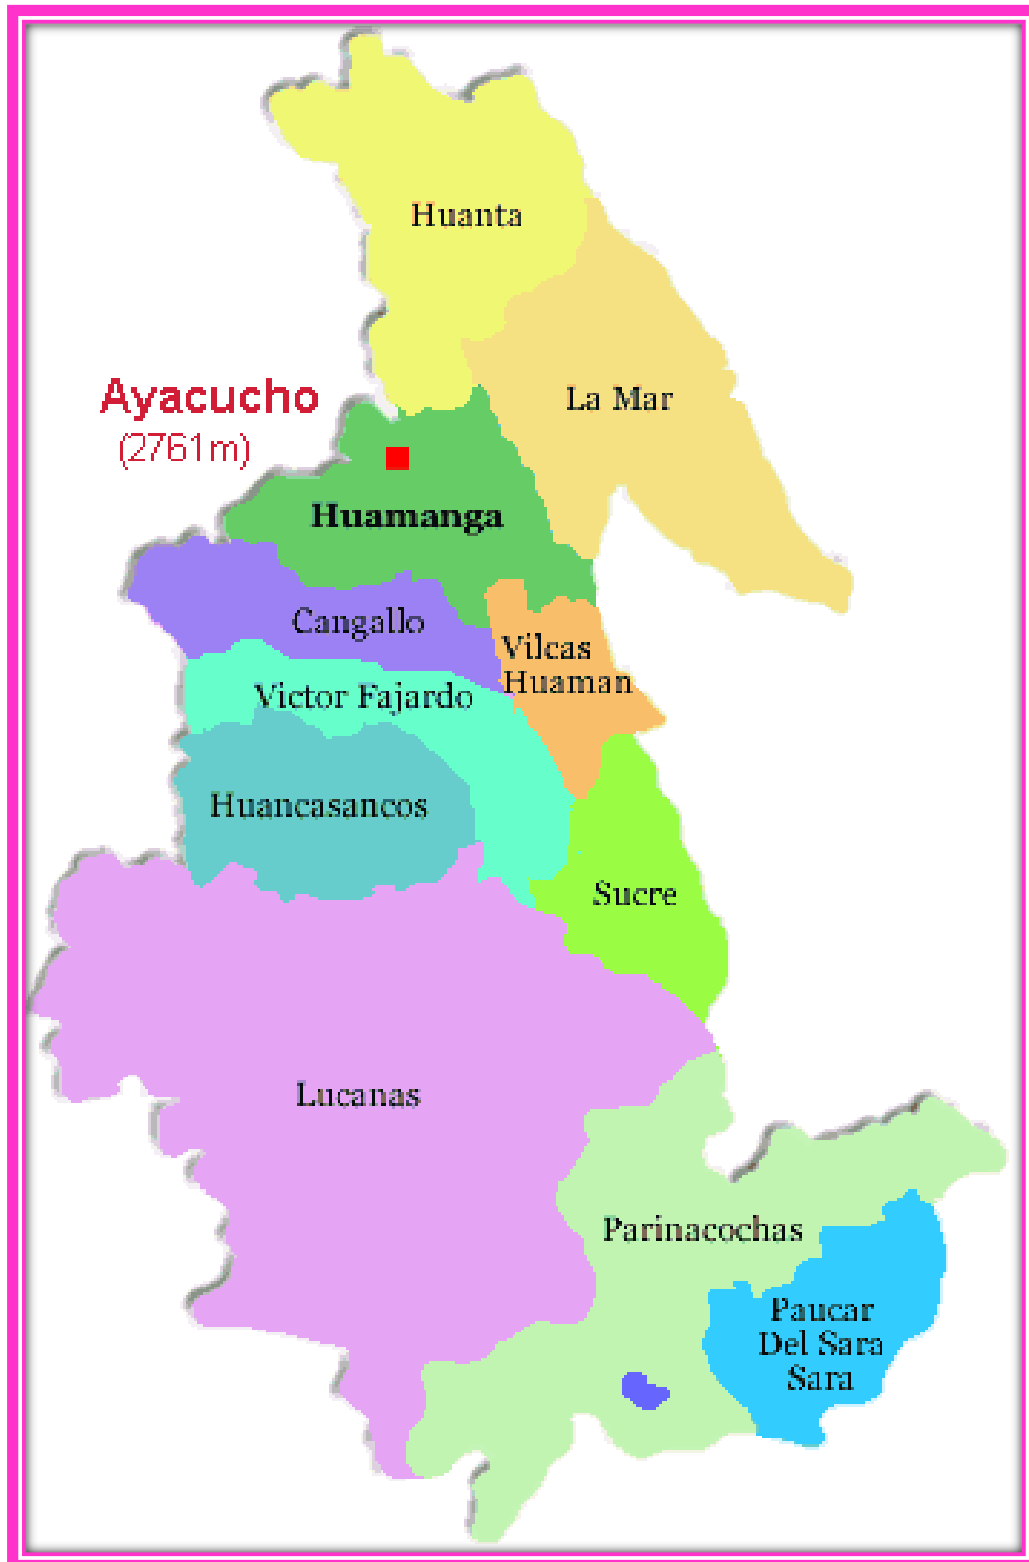 Huanta
Ayacucho
(2761m)
La Mar
Huamanga
Cangallo
Vilcas
Huaman
Victor Fajardo
Huancasancos
Sucre
Lucanas
Parinacochas
Paucar
Del Sara
Sara